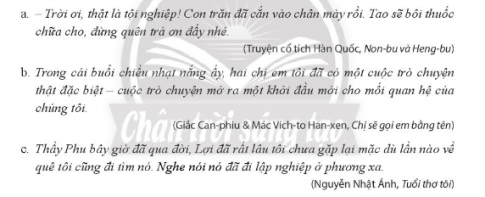 a. – Trời ơi, thật là tội nghiệp! Con trăn đã cắn vào chân mày rồi. Tao sẽ bôi thuốc
chữa cho, đừng quên trả ơn đấy nhé.
(Truyện cổ tích Hàn Quốc, Non-bu và Heng-bu)
b. Trong cái buổi chiều nhạt nắng ấy, hai chị em tôi đã có một cuộc trò chuyện
thật đặc biệt – cuộc trò chuyện mở ra một khởi đầu mới cho mối quan hệ của
chúng tôi.
(Giắc Can-phiu & Mác Vích-to Han-xen, Chị sẽ gọi em bằng tên)
c. Thầy Phu bây giờ đã qua đời, Lợi đã rất lâu tôi chưa gặp lại mặc dù lần nào về
quê tôi cũng đi tìm nó. Nghe nói nó đã đi lập nghiệp ở phương xa.
(Nguyễn Nhật Ánh, Tuổi thơ tôi)
Chân trời sáng tạo